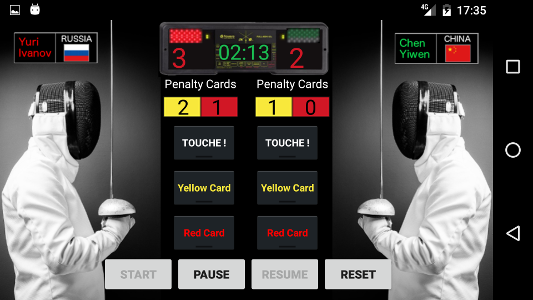 4G 17:35
Yuri
Ivanov
RUSSIA
Chen
Yiwen
CHINA
3 02:13 2
Penalty Cards Penalty Cards
2 1 1 0
TOUCHE ! TOUCHE !
Yellow Card Yellow Card
Red Card Red Card
START PAUSE RESUME RESET